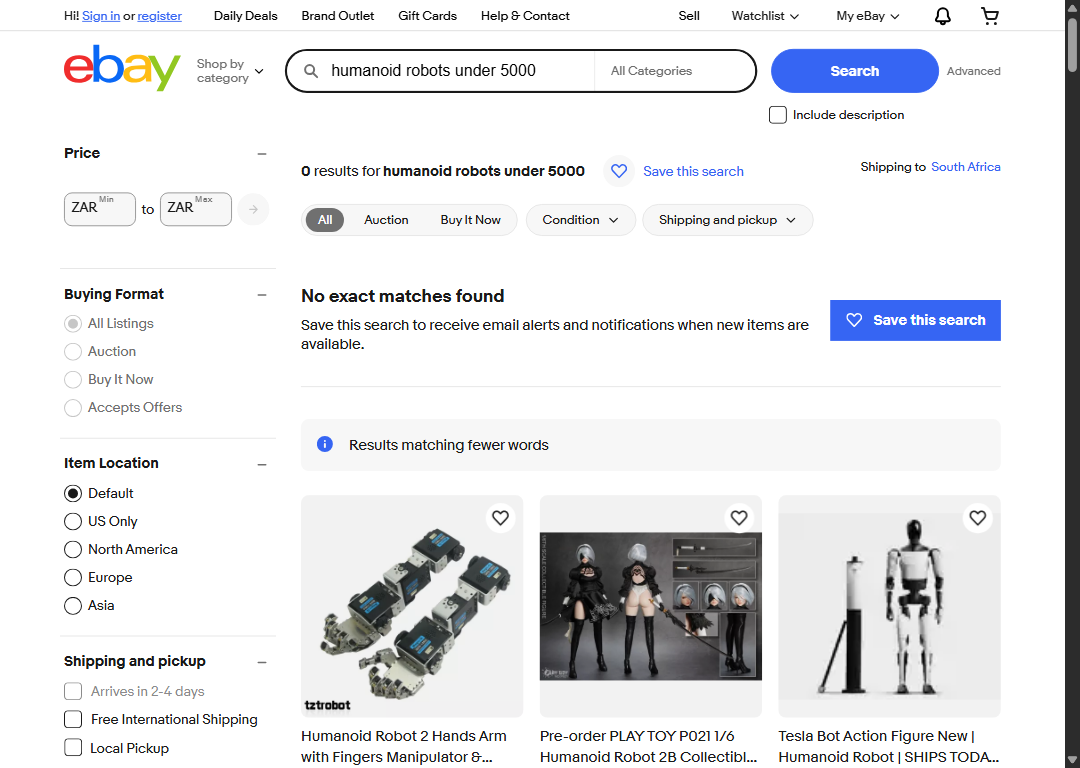 Hi! Sign in or register
Daily Deals
Brand Outlet
Gift Cards
Help & Contact
Sell
Watchlist
My eBay
ebay
Shop by
category
humanoid robots under 5000
All Categories
Search
Advanced
Include description
Price
ZAR Min
to
ZAR Max
Buying Format
All Listings
Auction
Buy It Now
Accepts Offers
Item Location
Default
US Only
North America
Europe
Asia
Shipping and pickup
Arrives in 2-4 days
Free International Shipping
Local Pickup
0 results for humanoid robots under 5000
Save this search
Shipping to South Africa
All
Auction
Buy It Now
Condition
Shipping and pickup
No exact matches found
Save this search to receive email alerts and notifications when new items are
available.
Save this search
Results matching fewer words
tztrobot
Humanoid Robot 2 Hands Arm
with Fingers Manipulator &...
Pre-order PLAY TOY P021 1/6
Humanoid Robot 2B Collectibl...
Tesla Bot Action Figure New |
Humanoid Robot | SHIPS TODA...